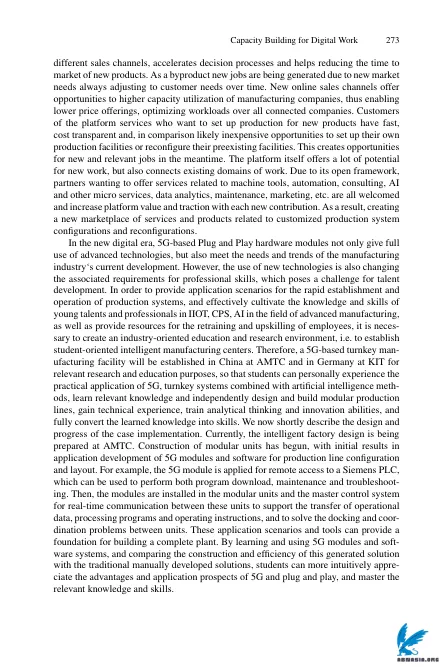 Capacity Building for Digital Work 273
different sales channels, accelerates decision processes and helps reducing the time to
market of new products. As a byproduct new jobs are being generated due to new market
needs always adjusting to customer needs over time. New online sales channels offer
opportunities to higher capacity utilization of manufacturing companies, thus enabling
lower price offerings, optimizing workloads over all connected companies. Customers
of the platform services who want to set up production for new products have fast,
cost transparent and, in comparison likely inexpensive opportunities to set up their own
production facilities or reconfigure their preexisting facilities. This creates opportunities
for new and relevant jobs in the meantime. The platform itself offers a lot of potential
for new work, but also connects existing domains of work. Due to its open framework,
partners wanting to offer services related to machine tools, automation, consulting, AI
and other micro services, data analytics, maintenance, marketing, etc. are all welcomed
and increase platform value and traction with each new contribution. As a result, creating
a new marketplace of services and products related to customized production system
configurations and reconfigurations.
In the new digital era, 5G-based Plug and Play hardware modules not only give full
use of advanced technologies, but also meet the needs and trends of the manufacturing
industry's current development. However, the use of new technologies is also changing
the associated requirements for professional skills, which poses a challenge for talent
development. In order to provide application scenarios for the rapid establishment and
operation of production systems, and effectively cultivate the knowledge and skills of
young talents and professionals in IIOT, CPS, AI in the field of advanced manufacturing,
as well as provide resources for the retraining and upskilling of employees, it is neces-
sary to create an industry-oriented education and research environment, i.e. to establish
student-oriented intelligent manufacturing centers. Therefore, a 5G-based turnkey man-
ufacturing facility will be established in China at AMTC and in Germany at KIT for
relevant research and education purposes, so that students can personally experience the
practical application of 5G, turnkey systems combined with artificial intelligence meth-
ods, learn relevant knowledge and independently design and build modular production
lines, gain technical experience, train analytical thinking and innovation abilities, and
fully convert the learned knowledge into skills. We now shortly describe the design and
progress of the case implementation. Currently, the intelligent factory design is being
prepared at AMTC. Construction of modular units has begun, with initial results in
application development of 5G modules and software for production line configuration
and layout. For example, the 5G module is applied for remote access to a Siemens PLC,
which can be used to perform both program download, maintenance and troubleshoot-
ing. Then, the modules are installed in the modular units and the master control system
for real-time communication between these units to support the transfer of operational
data, processing programs and operating instructions, and to solve the docking and coor-
dination problems between units. These application scenarios and tools can provide a
foundation for building a complete plant. By learning and using 5G modules and soft-
ware systems, and comparing the construction and efficiency of this generated solution
with the traditional manually developed solutions, students can more intuitively appre-
ciate the advantages and application prospects of 5G and plug and play, and master the
relevant knowledge and skills.